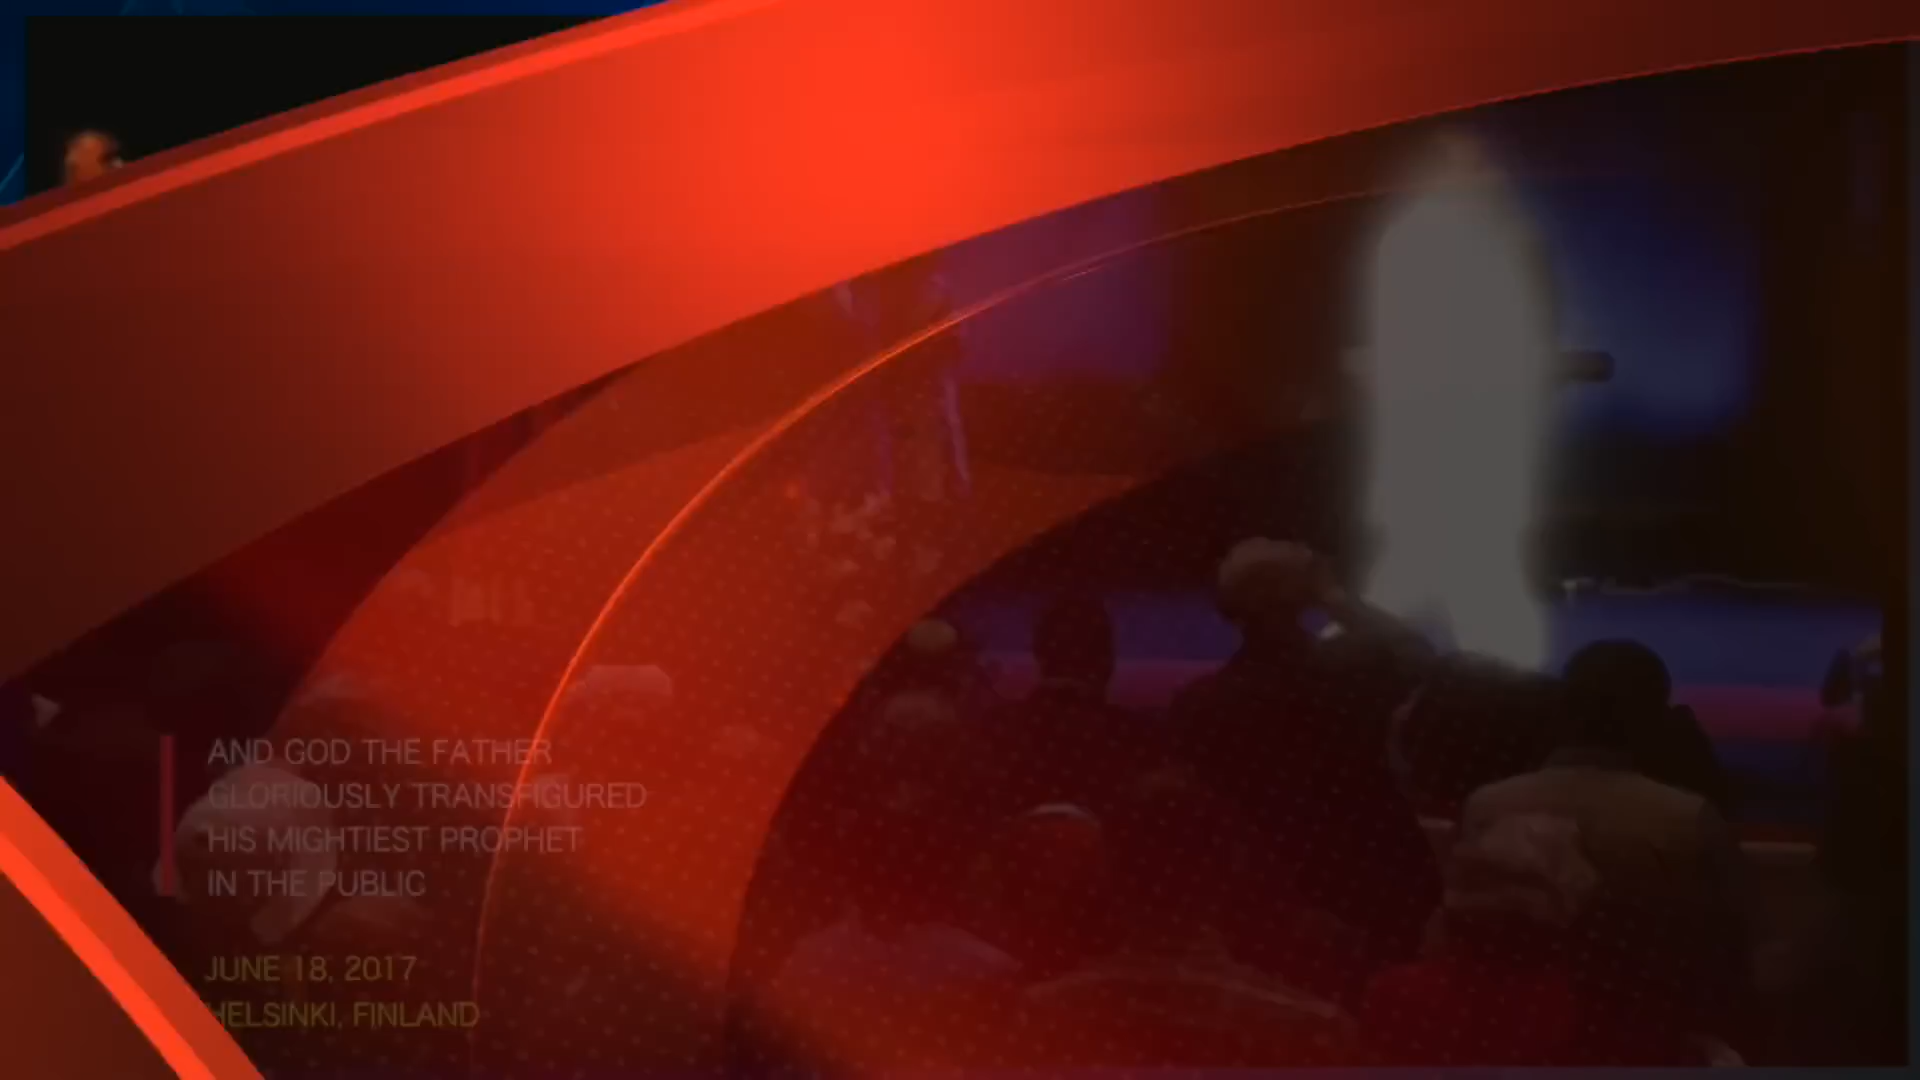 AND GOD THE FATHER
GLORIOUSLY TRANSFIGURED
HIS MIGHTIEST PROPHET
IN THE PUBLIC
JUNE 18, 2017
HELSINKI, FINLAND